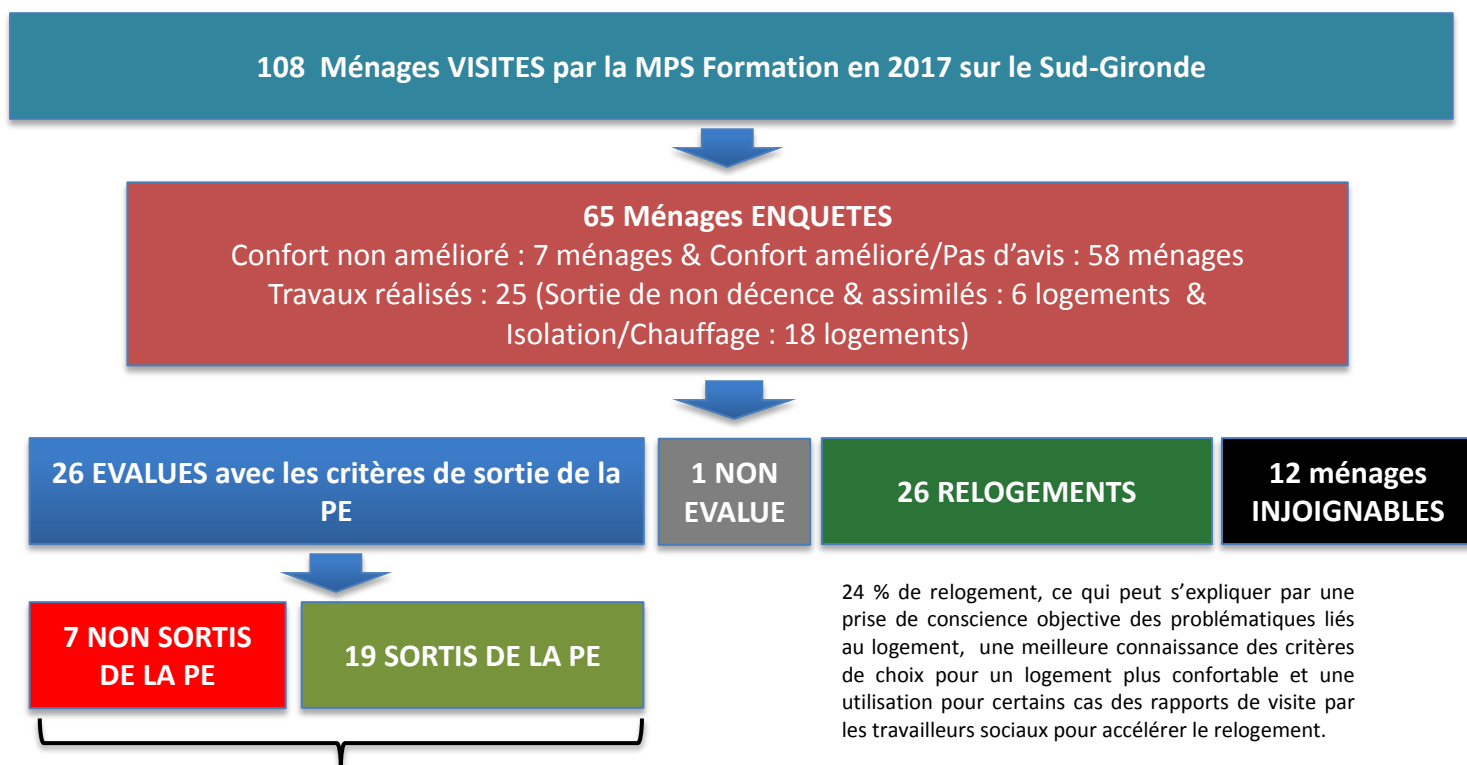 108 Ménages VISITES par la MPS Formation en 2017 sur le Sud-Gironde
65 Ménages ENQUETES
Confort non amélioré : 7 ménages & Confort amélioré/Pas d'avis : 58 ménages
Travaux réalisés : 25 (Sortie de non décence & assimilés : 6 logements &
Isolation/Chauffage : 18 logements)
26 EVALUES avec les critères de sortie de la
PE
1 NON
EVALUE
26 RELOGEMENTS
12 ménages
INJOIGNABLES
7 NON SORTIS
DE LA PE
19 SORTIS DE LA PE
24 % de relogement, ce qui peut s'expliquer par une
prise de conscience objective des problématiques liés
au logement, une meilleure connaissance des critères
de choix pour un logement plus confortable et une
utilisation pour certains cas des rapports de visite par
les travailleurs sociaux pour accélérer le relogement.